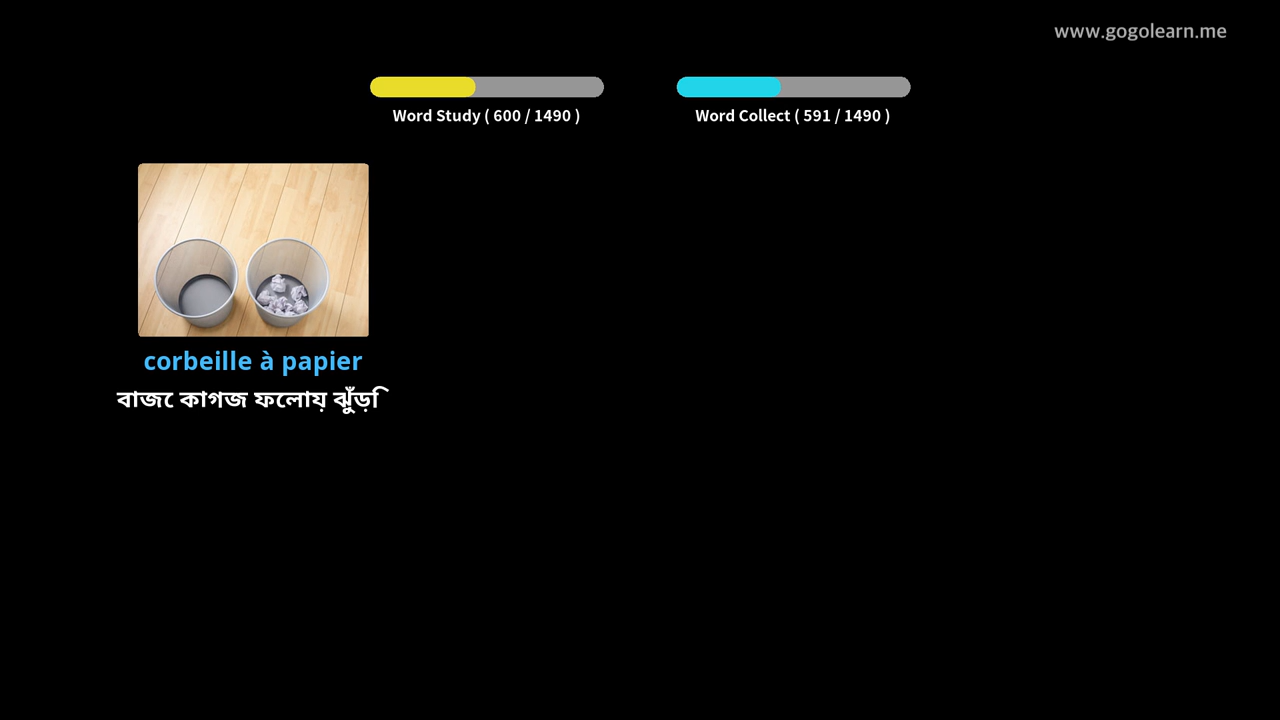 www.gogolearn.me
Word Study ( 600 / 1490 )
Word Collect ( 591 / 1490 )
corbeille à papier
বাজে কাগজ ফলোয় ঝুঁড়ি